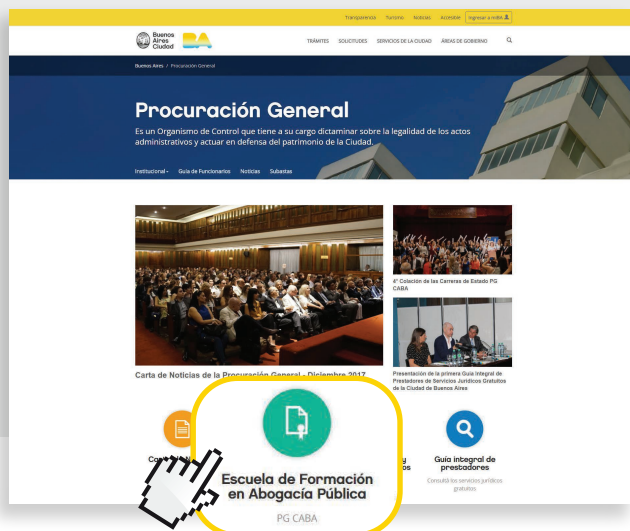 Transparencia Turismo Noticias Accesible Ingresar a miBA
Buenos
Aires
Ciudad
BA
TRÁMITES SOLICITUDES SERVICIOS DE LA CIUDAD ÁREAS DE GOBIERNO
Buenos Aires / Procuración General
Procuración General
Es un Organismo de Control que tiene a su cargo dictaminar sobre la legalidad de los actos
administrativos y actuar en defensa del patrimonio de la Ciudad.
Institucional Guía de Funcionarios Noticias Subastas
4° Colación de las Carreras de Estado PG
CABA
Carta de Noticias de la Procuración General - Diciembre 2017
Presentación de la primera Guía Integral de
Prestadores de Servicios Jurídicos Gratuitos
de la Ciudad de Buenos Aires
Escuela de Formación
en Abogacía Pública
PG CABA
Guía integral de
prestadores
Consultá los servicios jurídicos
gratuitos